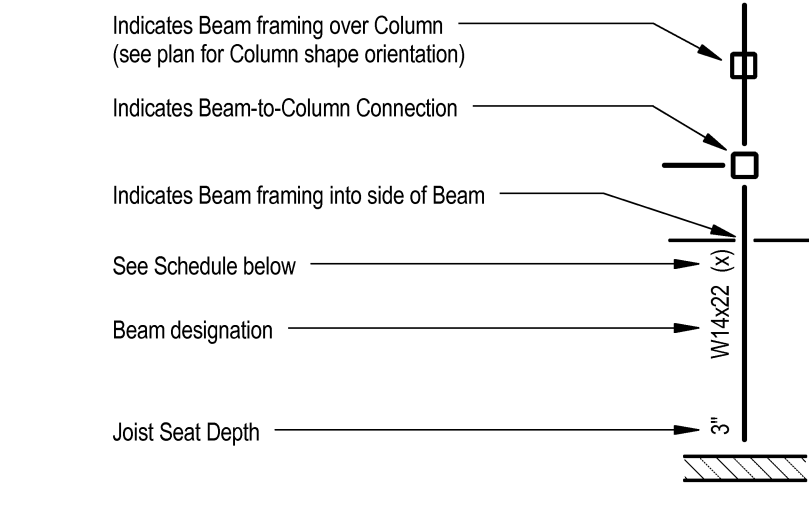 Indicates Beam framing over Column
(see plan for Column shape orientation)
Indicates Beam-to-Column Connection
Indicates Beam framing into side of Beam
See Schedule below
(x)
Beam designation
W14x22
Joist Seat Depth
3"